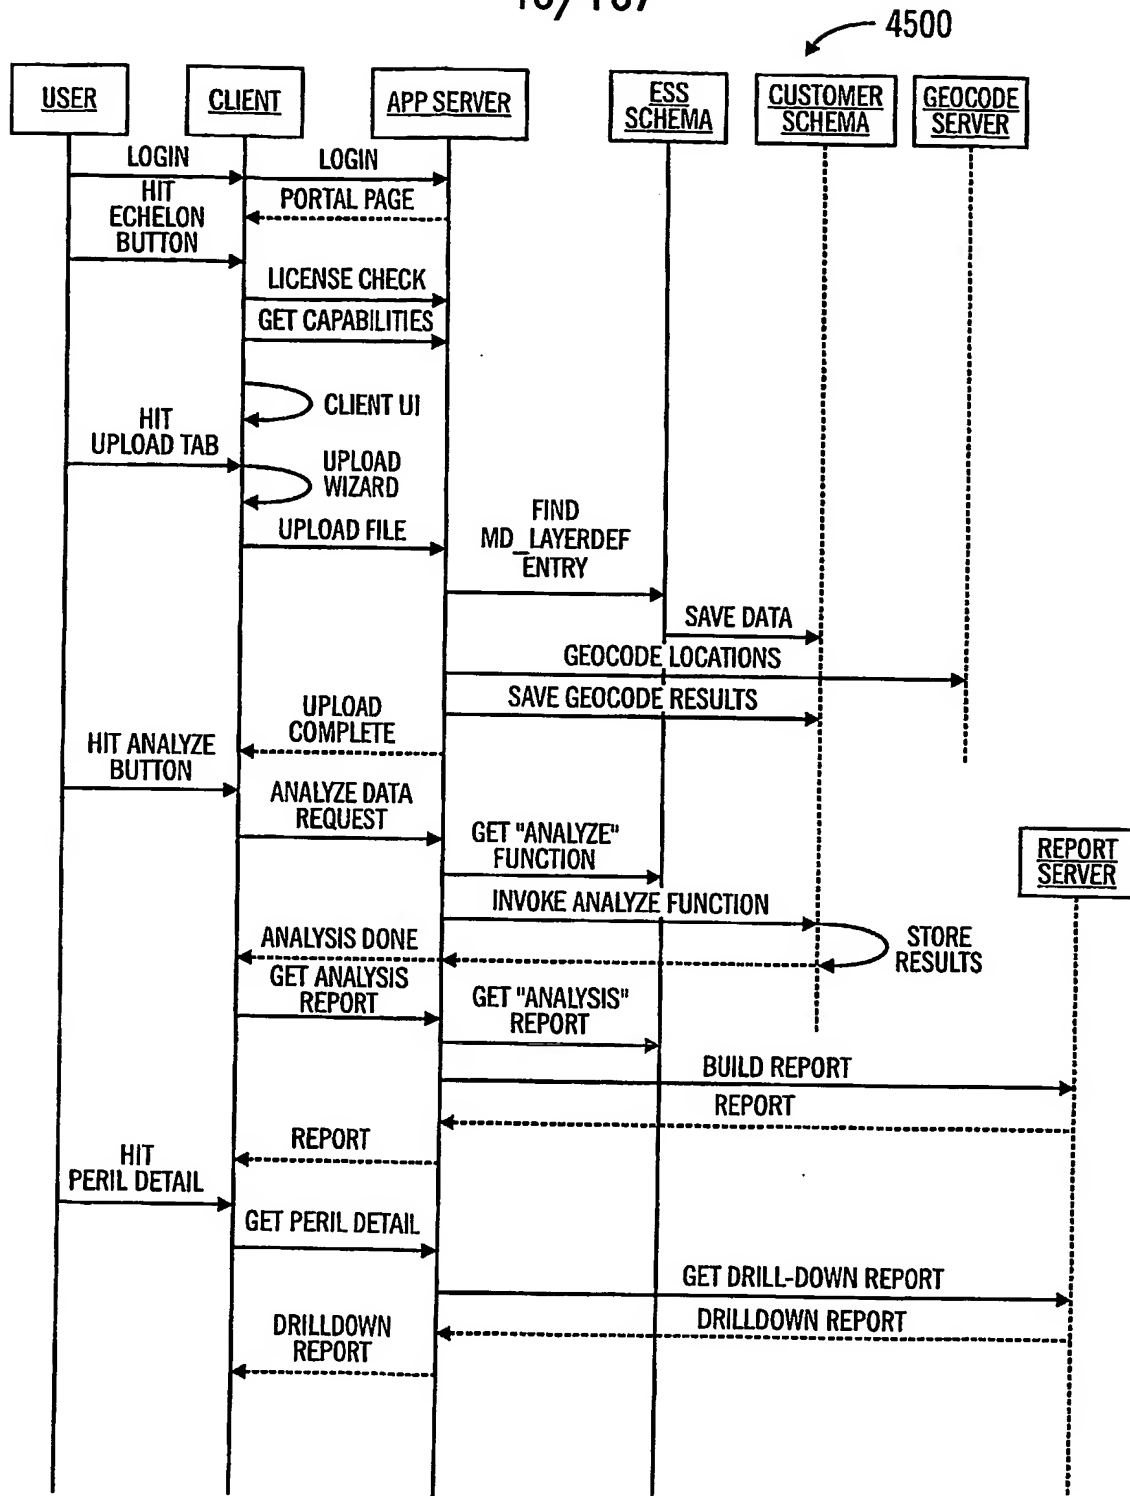 4500
USER
CLIENT
APP SERVER
ESS
SCHEMA
CUSTOMER
SCHEMA
GEOCODE
SERVER
LOGIN
LOGIN
HIT
ECHELON
BUTTON
PORTAL PAGE
LICENSE CHECK
GET CAPABILITIES
CLIENT UI
HIT
UPLOAD TAB
UPLOAD
WIZARD
UPLOAD FILE
FIND
MD_LAYERDEF
ENTRY
SAVE DATA
GEOCODE LOCATIONS
SAVE GEOCODE RESULTS
UPLOAD
COMPLETE
HIT ANALYZE
BUTTON
ANALYZE DATA
REQUEST
GET "ANALYZE"
FUNCTION
REPORT
SERVER
INVOKE ANALYZE FUNCTION
STORE
RESULTS
ANALYSIS DONE
GET ANALYSIS
REPORT
GET "ANALYSIS"
REPORT
BUILD REPORT
REPORT
REPORT
HIT
PERIL DETAIL
GET PERIL DETAIL
GET DRILL-DOWN REPORT
DRILLDOWN REPORT
DRILLDOWN
REPORT